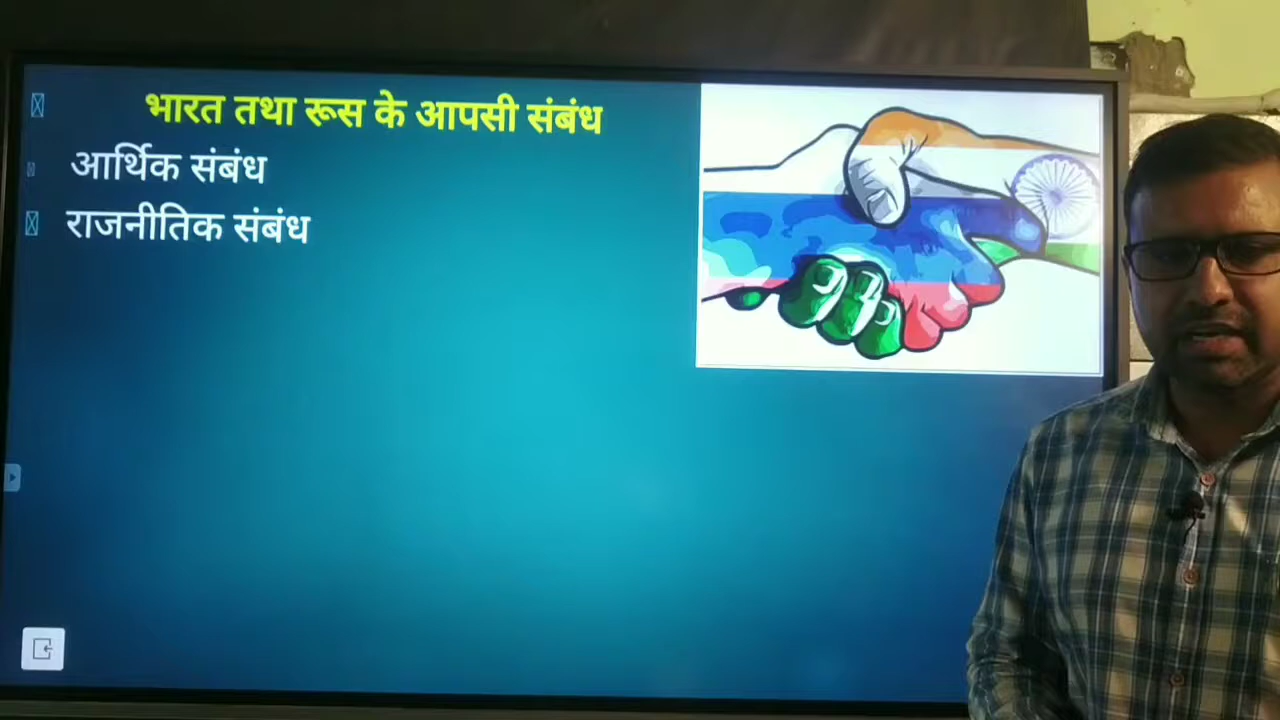 भारत तथा रूस के आपसी संबंध
आर्थिक संबंध
राजनीतिक संबंध